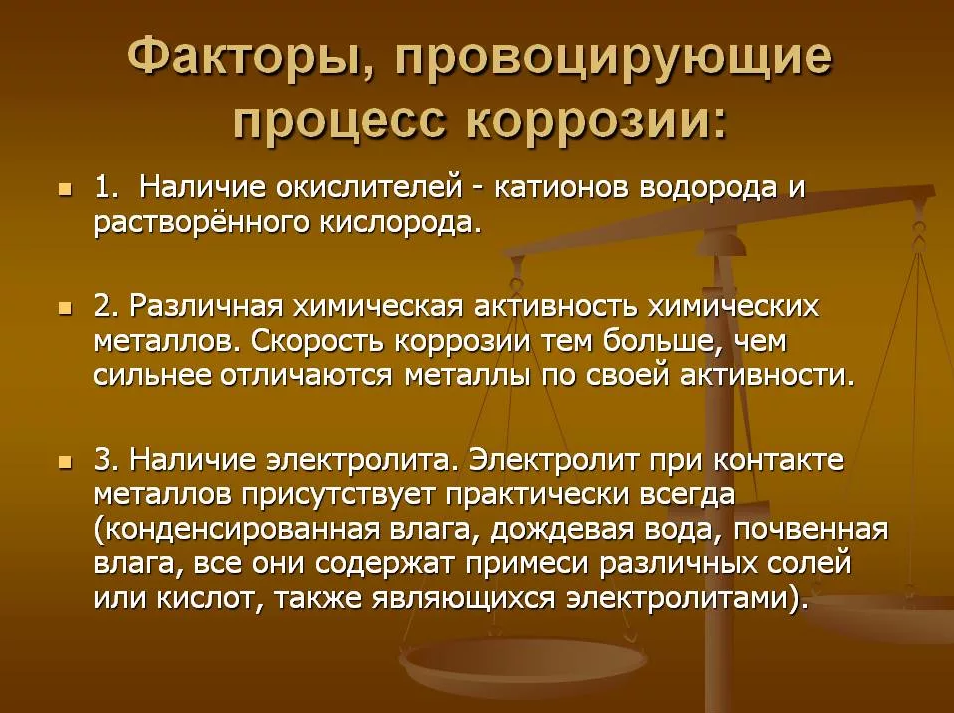 Факторы, провоцирующие
процесс коррозии:
1. Наличие окислителей - катионов водорода и
растворённого кислорода.
2. Различная химическая активность химических
металлов. Скорость коррозии тем больше, чем
сильнее отличаются металлы по своей активности.
3. Наличие электролита. Электролит при контакте
металлов присутствует практически всегда
(конденсированная влага, дождевая вода, почвенная
влага, все они содержат примеси различных солей
или кислот, также являющихся электролитами).